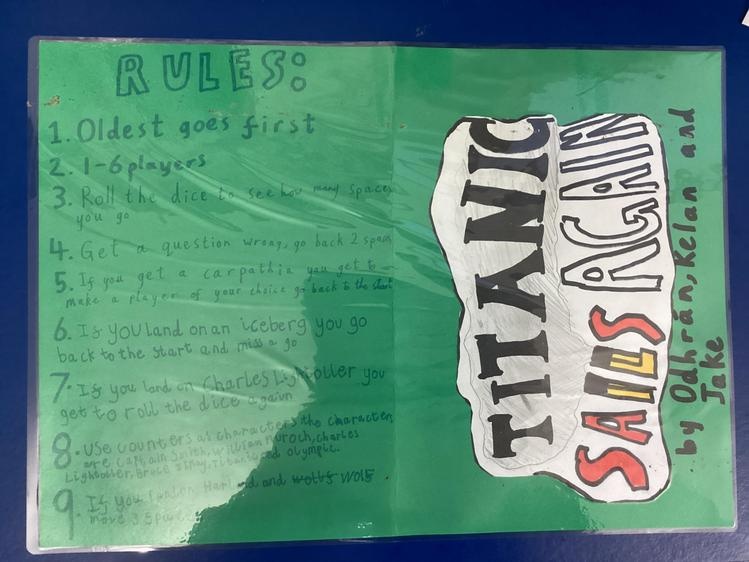 RULES:
1. Oldest goes first
2. 1-6 players
3. Roll the dice to see how many spaces
you go
4. Get a question wrong, go back 2 spaces
5. If you get a carpathia you get to
make a player of your choice go back to the start
6. If you land on an iceberg you go
back to the start and miss a go
7. If you land on Charles Lightoller you
get to roll the dice again
8. Use counters as characters the characters
are captain Smith, William Muroch, charles
Lightoller, Bruce Ismay, Titanic and Olympic.
9. If you land on Harland and wolf
move 3 spaces
TITANIC
SAILS AGAIN
by Odhrán, Kelan and
Jake